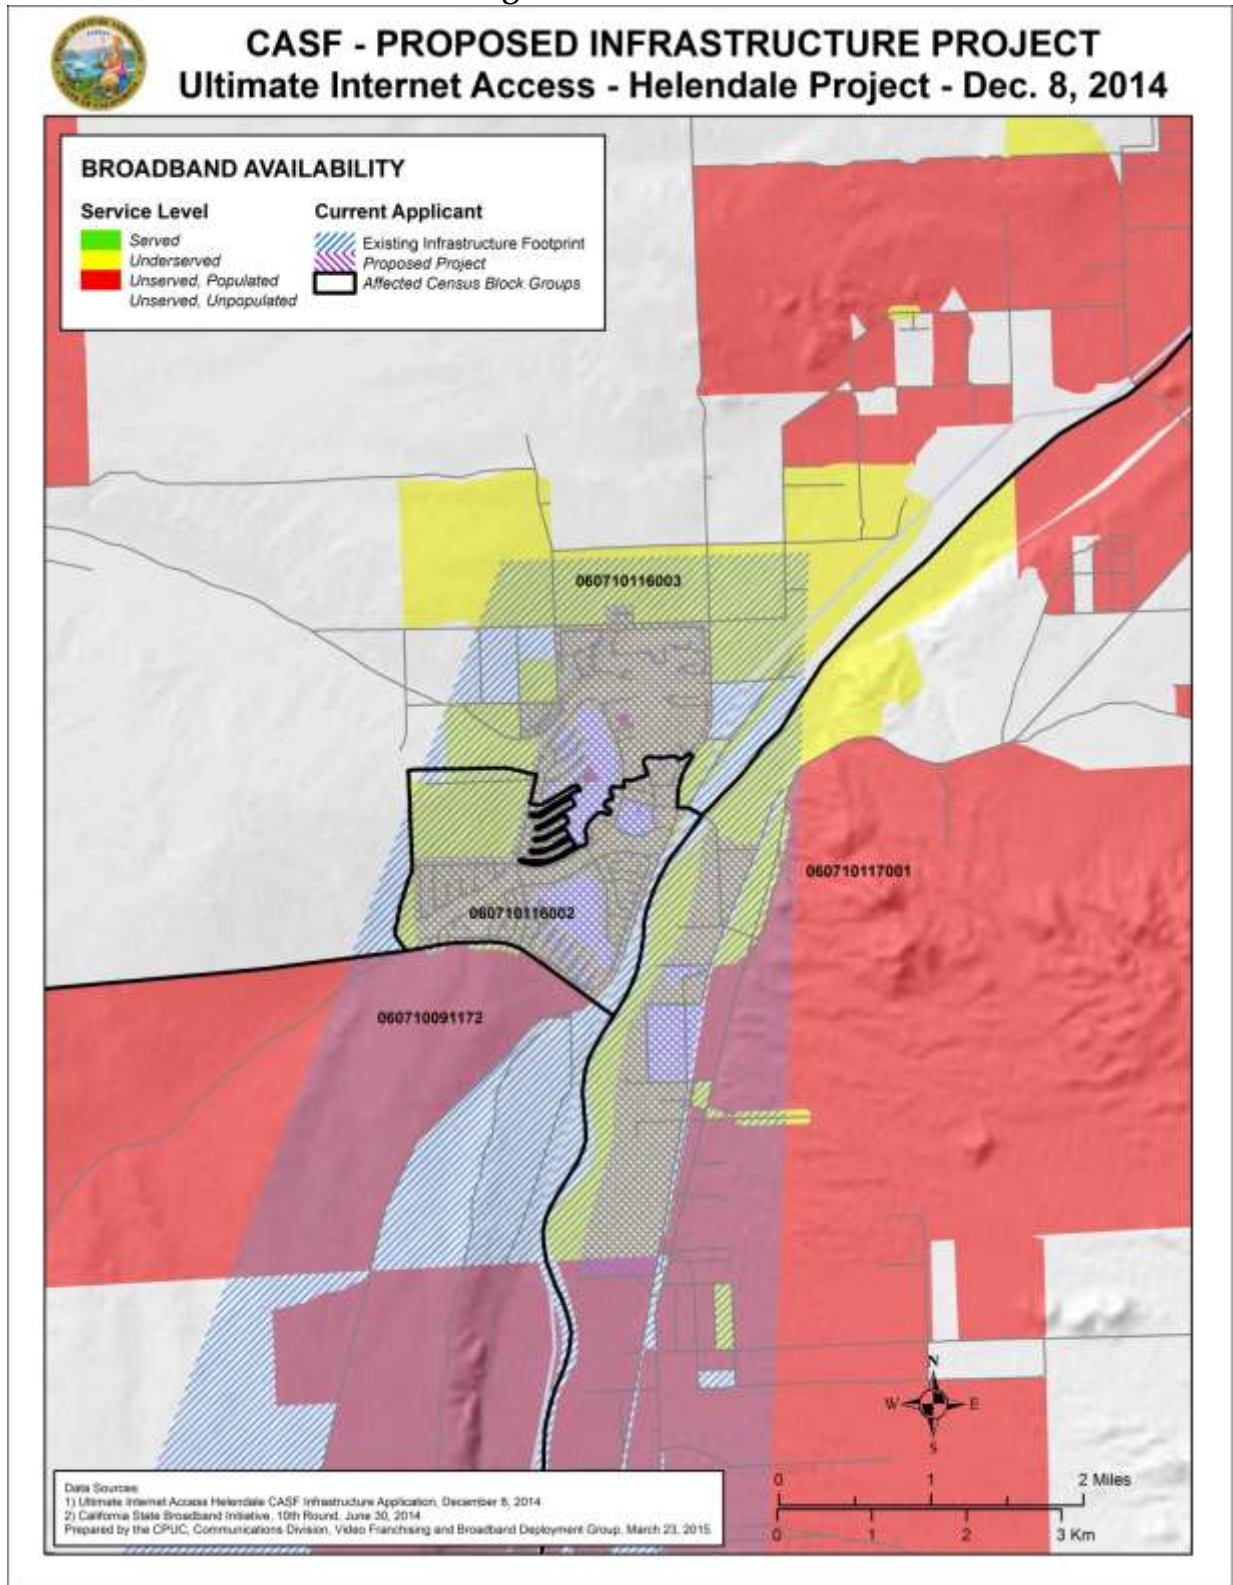 CASF - PROPOSED INFRASTRUCTURE PROJECT
Ultimate Internet Access - Helendale Project - Dec. 8, 2014
BROADBAND AVAILABILITY
Service Level
Served
Underserved
Unserved, Populated
Unserved, Unpopulated
Current Applicant
Existing Infrastructure Footprint
Proposed Project
Affected Census Block Groups
060710116003
060710117001
060710116002
060710091172
N
W E
S
0 1 2 Miles
0 1 2 3 Km
Data Sources
1) Ultimate Internet Access Helendale CASF Infrastructure Application, December 8, 2014.
2) California State Broadband Initiative, 10th Round, June 30, 2014
Prepared by the CPUC, Communications Division, Video Franchising and Broadband Deployment Group, March 23, 2015.